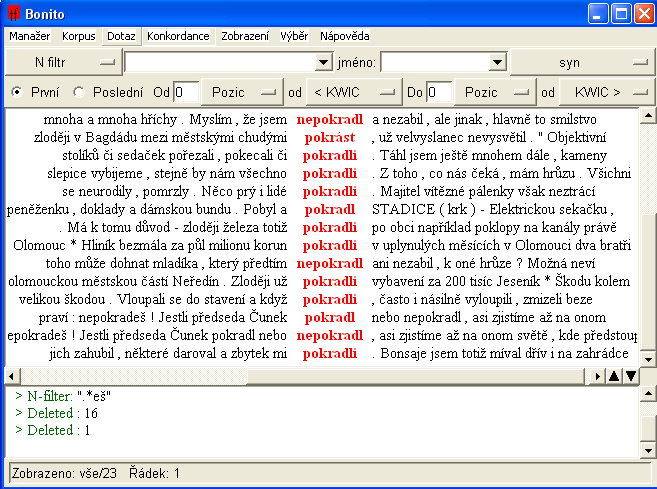 Bonito
Manažer Korpus Dotaz Konkordance Zobrazení Výběr Nápověda
N filtr jméno: syn
První Poslední Od 0 Pozic od < KWIC Do 0 Pozic od KWIC >
mnoha a mnoha hříchy . Myslím , že jsem nepokradl a nezabil , ale jinak , hlavně to smilstvo
zloději v Bagdádu mezi městskými chudými pokrást , už velvyslanec nevysvětlil . " Objektivní
stolíků či sedaček pořezali , pokecali či pokradli . Táhl jsem ještě mnohem dále , kameny
slepice vybijeme , stejně by nám všechno pokradli . Z toho , co nás čeká , mám hrůzu . Všichni
se neurodily , pomrzly . Něco prý i lidé pokradli . Majitel vítězné pálenky však neztrácí
peněženku , doklady a dámskou bundu . Pobyl a pokradl STADICE ( krk ) - Elektrickou sekačku ,
. Má k tomu důvod - zloději železa totiž pokradli po obci například poklopy na kanály právě
Olomouc * Hliník bezmála za půl milionu korun pokradli v uplynulých měsících v Olomouci dva bratři
toho může dohnat mladíka , který předtím nepokradl ani nezabil , k oné hrůze ? Možná neví
olomouckou městskou částí Neředín . Zloději už pokradli vybavení za 200 tisíc Jeseník * Škodu kolem
velikou škodou . Vloupali se do stavení a když pokradli , často i násilně vyloupili , zmizeli beze
praví : nepokradeš ! Jestli předseda Čunek pokradl nebo nepokradl , asi zjistíme až na onom
epokradeš ! Jestli předseda Čunek pokradl nebo nepokradl , asi zjistíme až na onom světě , kde předstoup
jich zahubil , některé daroval a zbytek mi pokradli . Bonsaje jsem totiž míval dřív i na zahrádce
> N-filter: ".*eš"
> Deleted : 16
> Deleted : 1
Zobrazeno: vše/23 Řádek: 1